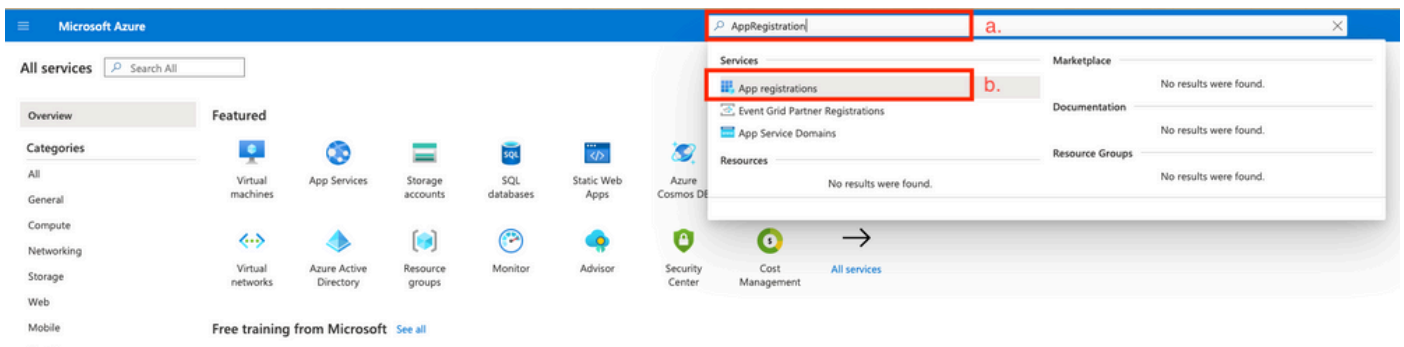 Microsoft Azure
AppRegistration
a.
All services
Search All
Services
App registrations
b.
Event Grid Partner Registrations
App Service Domains
Resources
No results were found.
Marketplace
No results were found.
Documentation
No results were found.
Resource Groups
No results were found.
Overview
Categories
All
General
Compute
Networking
Storage
Web
Mobile
Featured
Virtual machines
App Services
Storage accounts
SQL databases
Static Web Apps
Azure Cosmos DB
Virtual networks
Azure Active Directory
Resource groups
Monitor
Advisor
Security Center
Cost Management
All services
Free training from Microsoft See all